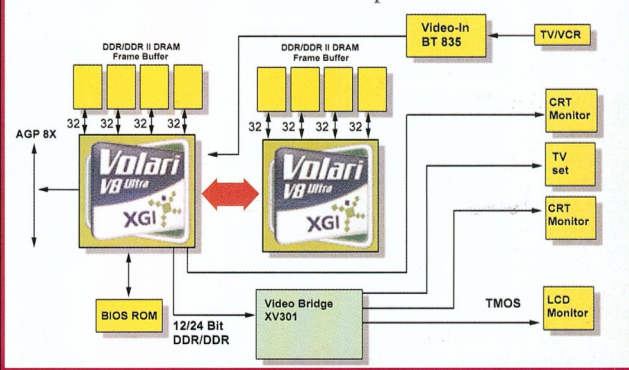 Video-In
BT 835
TV/VCR
DDR/DDR II DRAM
Frame Buffer
DDR/DDR II DRAM
Frame Buffer
32 32 32 32
32 32 32 32
AGP 8X
Volari
V8 Ultra
XGI
Volari
V8 Ultra
XGI
CRT
Monitor
TV
set
CRT
Monitor
BIOS ROM
12/24 Bit
DDR/DDR
Video Bridge
XV301
TMOS
LCD
Monitor